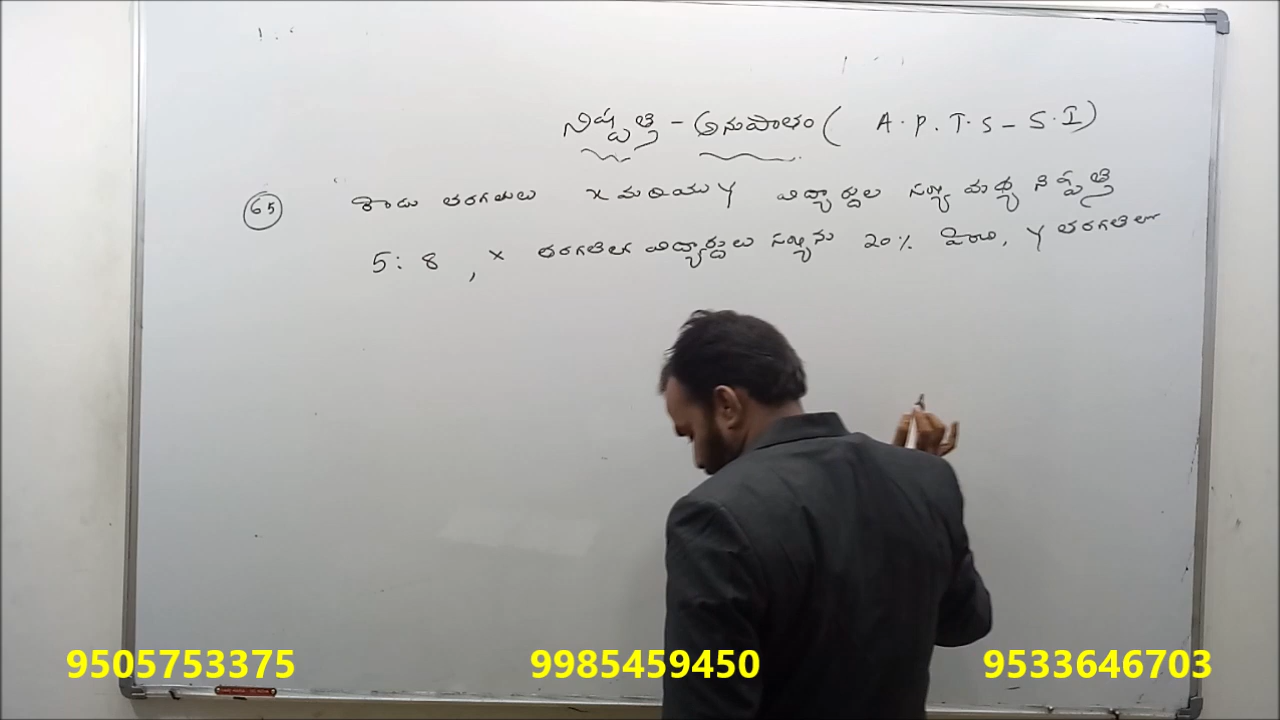 నిష్పత్తి - అనుపాతం ( A.P.T.S - S.I )
65 రెండు తరగతులు X మరియు Y విద్యార్థుల సంఖ్య మధ్య నిష్పత్తి
5 : 8 , X తరగతిలో విద్యార్థులు సంఖ్యను 20% పెంచి, Y తరగతిలో
9505753375 9985459450 9533646703